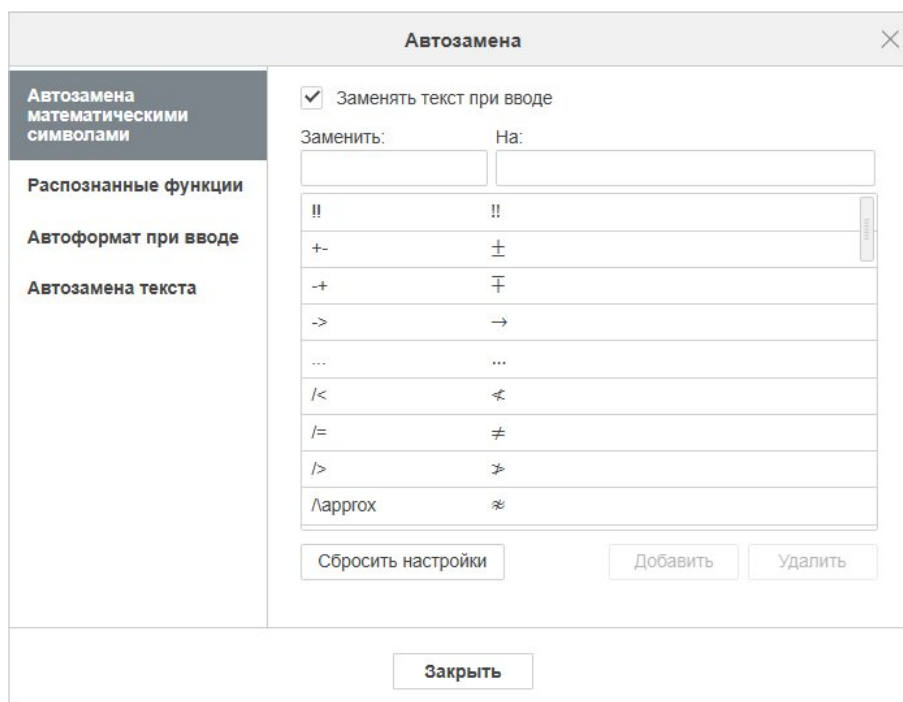 Автозамена
Автозамена
математическими
символами
Распознанные функции
Автоформат при вводе
Автозамена текста
Заменять текст при вводе
Заменить: На:
!! ‼
+- ±
-+ ∓
-> →
... …
/< ≮
/= ≠
/> ≯
/\approx ≉
Сбросить настройки Добавить Удалить
Закрыть